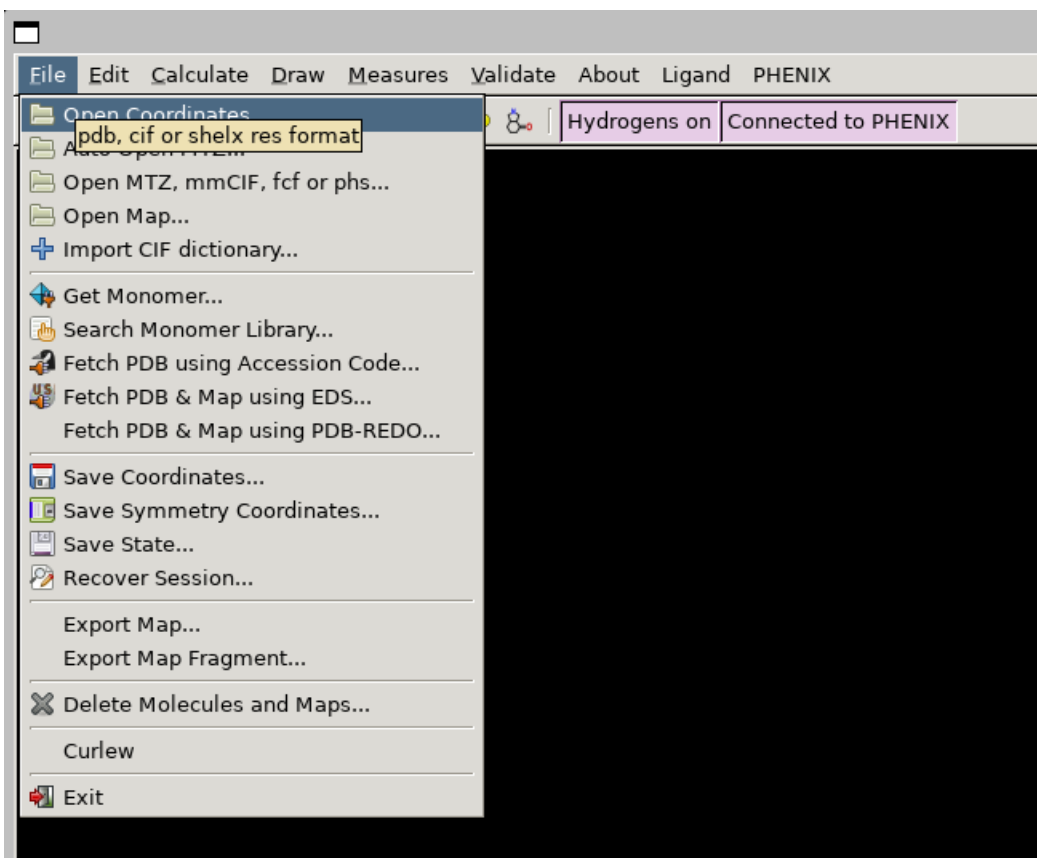 File Edit Calculate Draw Measures Validate About Ligand PHENIX
Hydrogens on Connected to PHENIX
Open Coordinates
pdb, cif or shelx res format
Auto Open MTZ...
Open MTZ, mmCIF, fcf or phs...
Open Map...
Import CIF dictionary...
Get Monomer...
Search Monomer Library...
Fetch PDB using Accession Code...
Fetch PDB & Map using EDS...
Fetch PDB & Map using PDB-REDO...
Save Coordinates...
Save Symmetry Coordinates...
Save State...
Recover Session...
Export Map...
Export Map Fragment...
Delete Molecules and Maps...
Curlew
Exit